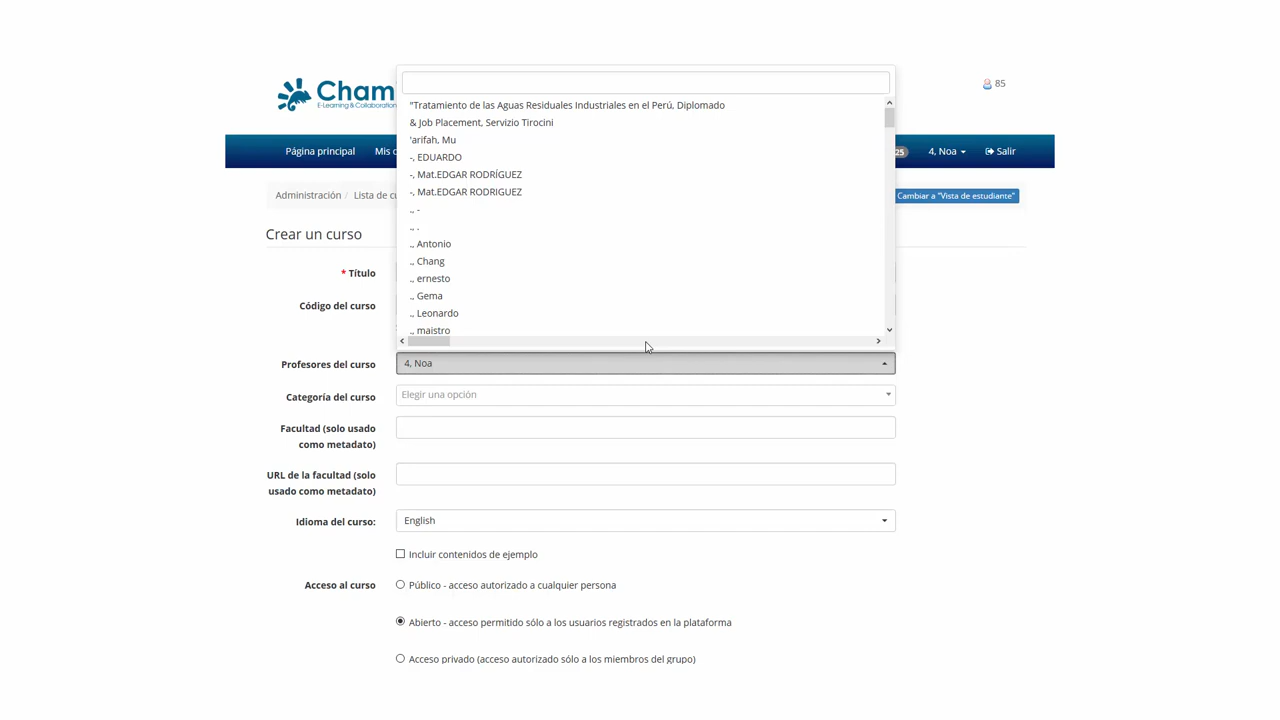 Cham
E-Learning & Collaboration
85
Página principal
Mis c
25
4, Noa
Salir
Administración / Lista de cu
Cambiar a "Vista de estudiante"
Crear un curso
"Tratamiento de las Aguas Residuales Industriales en el Perú, Diplomado
& Job Placement, Servizio Tirocini
'arifah, Mu
-, EDUARDO
-, Mat.EDGAR RODRÍGUEZ
-, Mat.EDGAR RODRIGUEZ
., -
., .
., Antonio
., Chang
., ernesto
., Gema
., Leonardo
., maistro
* Título
Código del curso
Profesores del curso
4, Noa
Categoría del curso
Elegir una opción
Facultad (solo usado
como metadato)
URL de la facultad (solo
usado como metadato)
Idioma del curso:
English
Incluir contenidos de ejemplo
Acceso al curso
Público - acceso autorizado a cualquier persona
Abierto - acceso permitido sólo a los usuarios registrados en la plataforma
Acceso privado (acceso autorizado sólo a los miembros del grupo)